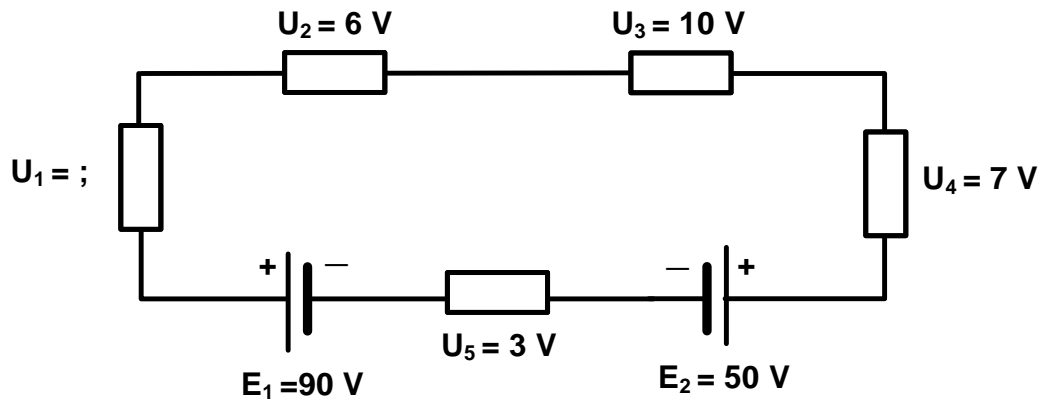 U₂ = 6 V
U₃ = 10 V
U₁ = ;
U₄ = 7 V
+ − − +
U₅ = 3 V
E₁ =90 V
E₂ = 50 V